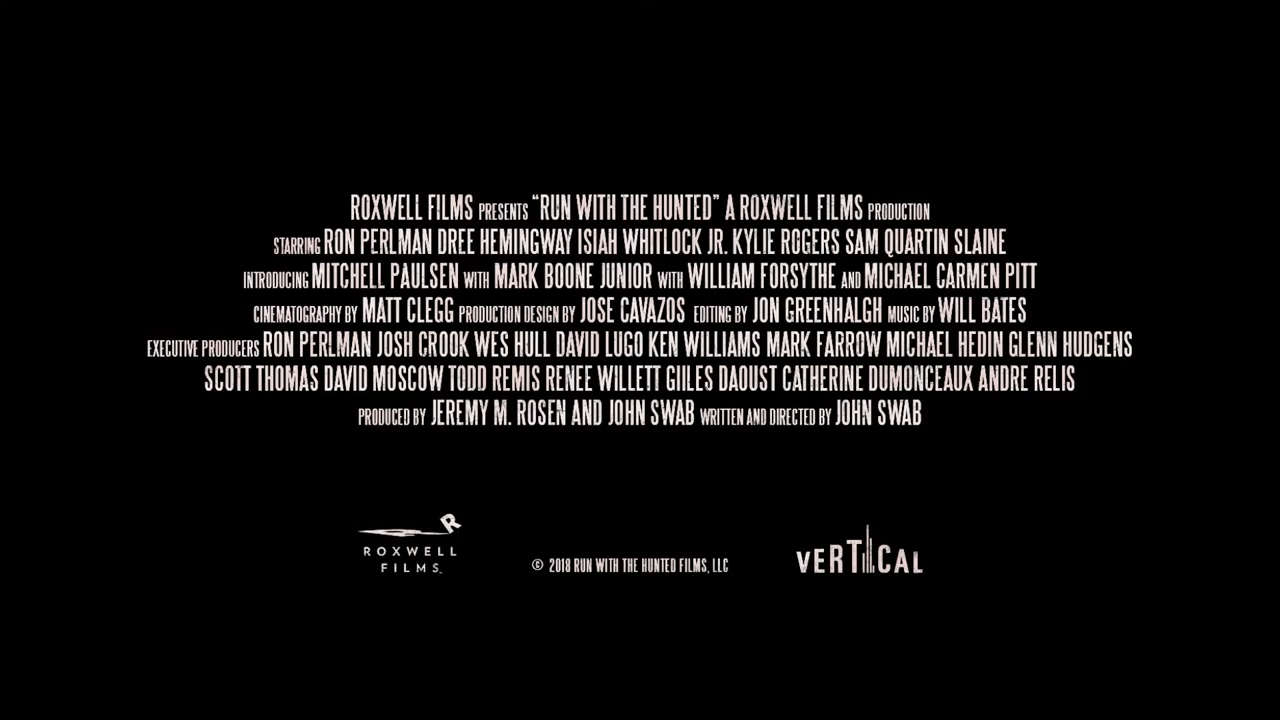 ROXWELL FILMS PRESENTS “RUN WITH THE HUNTED” A ROXWELL FILMS PRODUCTION
STARRING RON PERLMAN DREE HEMINGWAY ISIAH WHITLOCK JR. KYLIE ROGERS SAM QUARTIN SLAINE
INTRODUCING MITCHELL PAULSEN WITH MARK BOONE JUNIOR WITH WILLIAM FORSYTHE AND MICHAEL CARMEN PITT
CINEMATOGRAPHY BY MATT CLEGG PRODUCTION DESIGN BY JOSE CAVAZOS EDITING BY JON GREENHALGH MUSIC BY WILL BATES
EXECUTIVE PRODUCERS RON PERLMAN JOSH CROOK WES HULL DAVID LUGO KEN WILLIAMS MARK FARROW MICHAEL HEDIN GLENN HUDGENS
SCOTT THOMAS DAVID MOSCOW TODD REMIS RENEE WILLETT GIILES DAOUST CATHERINE DUMONCEAUX ANDRE RELIS
PRODUCED BY JEREMY M. ROSEN AND JOHN SWAB WRITTEN AND DIRECTED BY JOHN SWAB
R
ROXWELL
FILMS™
© 2018 RUN WITH THE HUNTED FILMS, LLC
VERTICAL